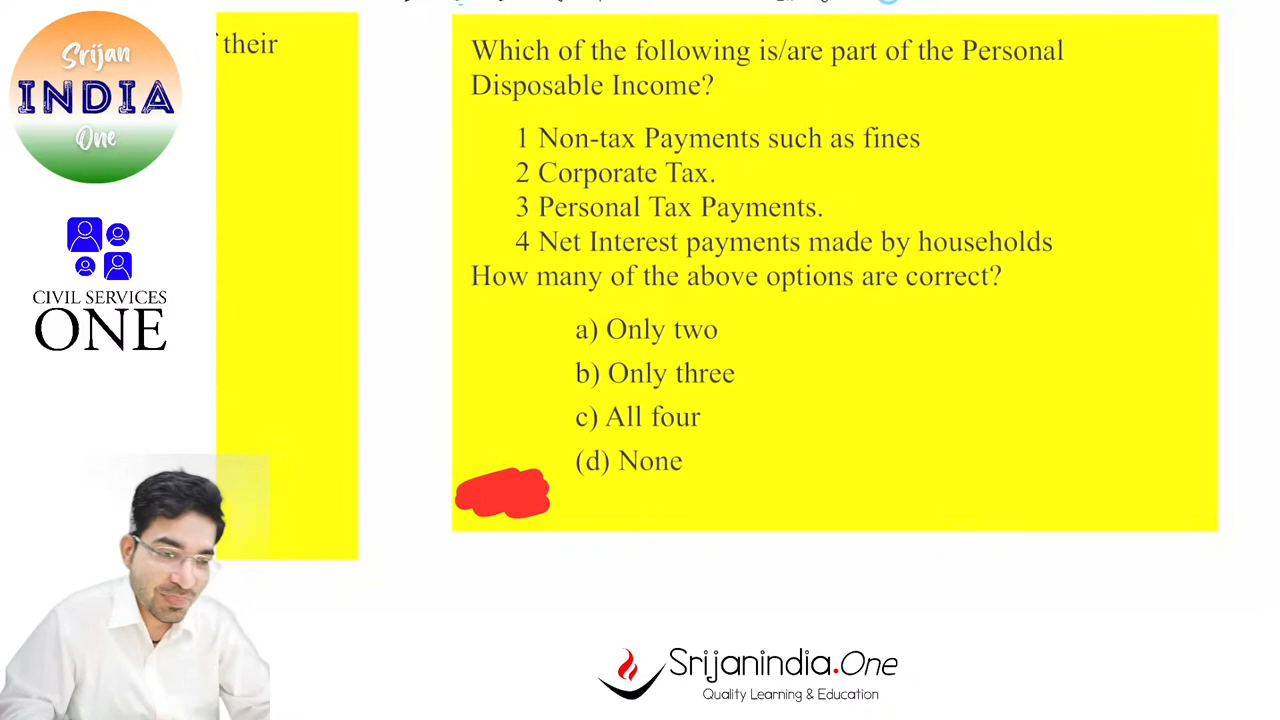 Srijan
INDIA
One
CIVIL SERVICES
ONE
their
Which of the following is/are part of the Personal
Disposable Income?
1 Non-tax Payments such as fines
2 Corporate Tax.
3 Personal Tax Payments.
4 Net Interest payments made by households
How many of the above options are correct?
a) Only two
b) Only three
c) All four
(d) None
Srijanindia.One
Quality Learning & Education